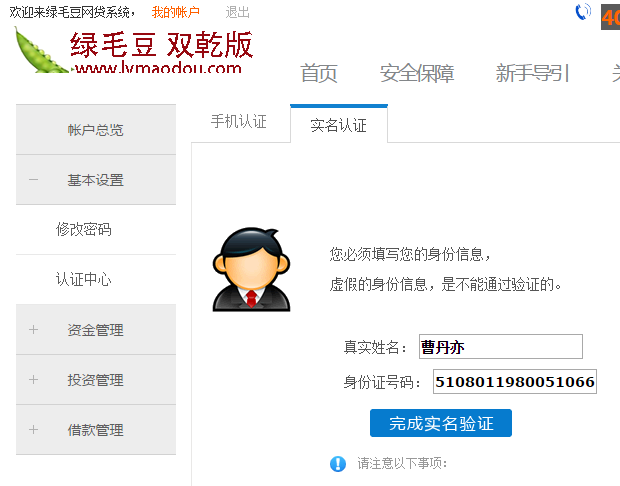 欢迎来绿毛豆网贷系统， 我的帐户 退出
40
绿毛豆 双乾版
www.lvmaodou.com
首页 安全保障 新手导引
手机认证 实名认证
帐户总览
基本设置
修改密码
认证中心
资金管理
投资管理
借款管理
您必须填写您的身份信息，
虚假的身份信息，是不能通过验证的。
真实姓名： 曹丹亦
身份证号码： 5108011980051066
完成实名验证
请注意以下事项：